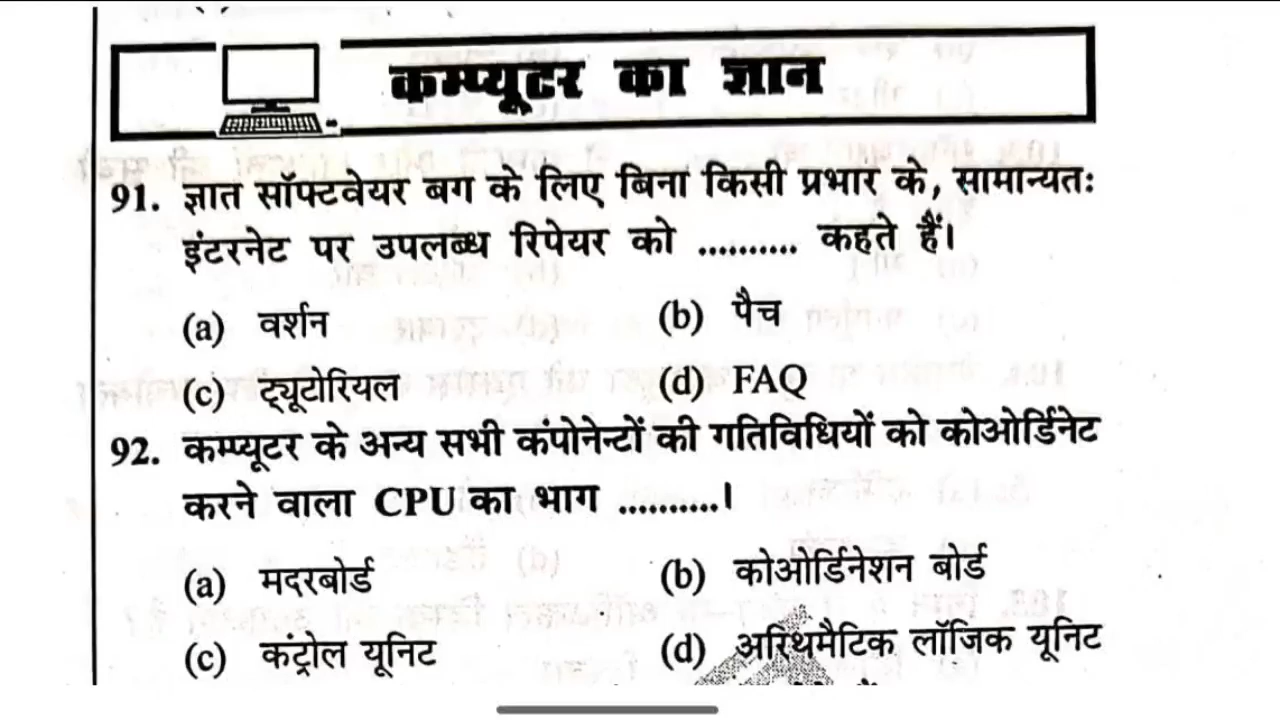 कम्प्यूटर का ज्ञान
91. ज्ञात सॉफ्टवेयर बग के लिए बिना किसी प्रभार के, सामान्यतः
इंटरनेट पर उपलब्ध रिपेयर को .......... कहते हैं।
(a) वर्शन (b) पैच
(c) ट्यूटोरियल (d) FAQ
92. कम्प्यूटर के अन्य सभी कंपोनेन्टों की गतिविधियों को कोओर्डिनेट
करने वाला CPU का भाग ..........।
(a) मदरबोर्ड (b) कोओर्डिनेशन बोर्ड
(c) कंट्रोल यूनिट (d) अरिथमैटिक लॉजिक यूनिट